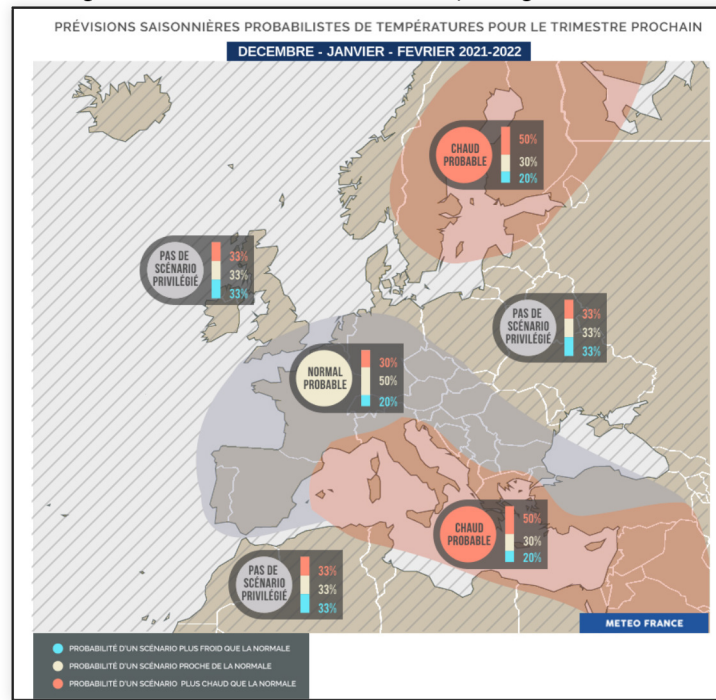 PRÉVISIONS SAISONNIÈRES PROBABILISTES DE TEMPÉRATURES POUR LE TRIMESTRE PROCHAIN
DECEMBRE - JANVIER - FEVRIER 2021-2022
CHAUD
PROBABLE
50%
30%
20%
PAS DE
SCÉNARIO
PRIVILÉGIÉ
33%
33%
33%
PAS DE
SCÉNARIO
PRIVILÉGIÉ
33%
33%
33%
NORMAL
PROBABLE
30%
50%
20%
CHAUD
PROBABLE
50%
30%
20%
PAS DE
SCÉNARIO
PRIVILÉGIÉ
33%
33%
33%
METEO FRANCE
PROBABILITÉ D'UN SCÉNARIO PLUS FROID QUE LA NORMALE
PROBABILITÉ D'UN SCÉNARIO PROCHE DE LA NORMALE
PROBABILITÉ D'UN SCÉNARIO PLUS CHAUD QUE LA NORMALE